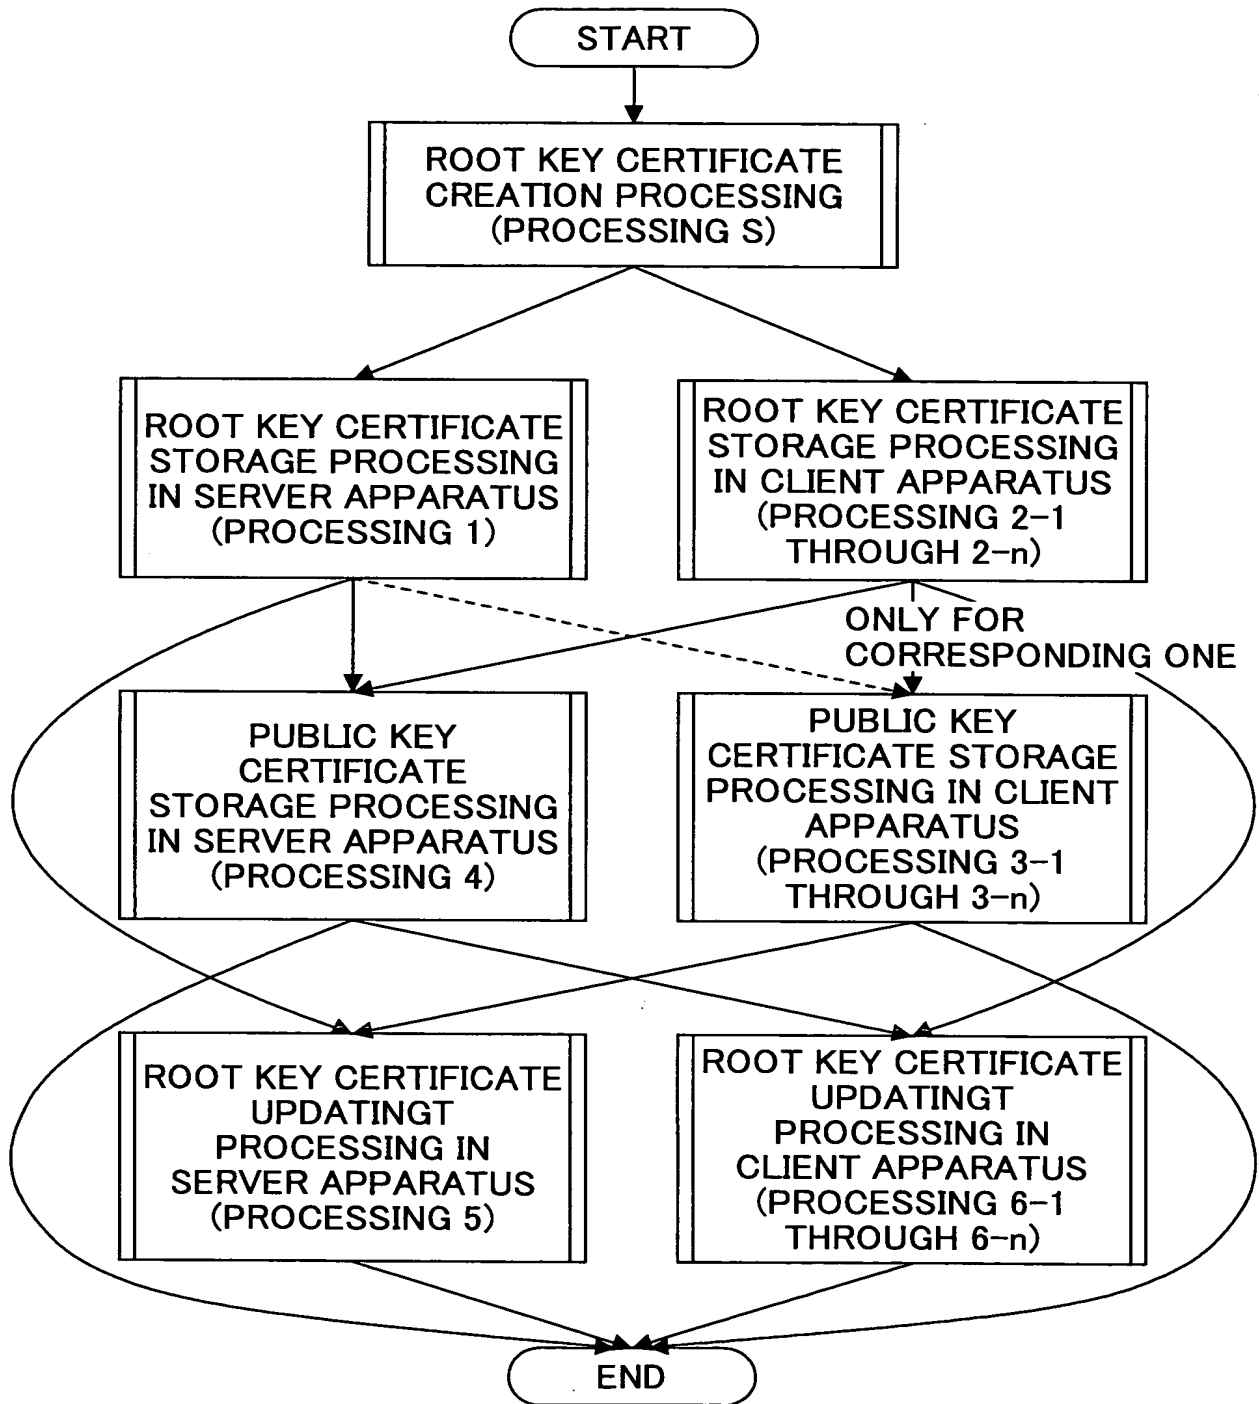 START
ROOT KEY CERTIFICATE
CREATION PROCESSING
(PROCESSING S)
ROOT KEY CERTIFICATE
STORAGE PROCESSING
IN SERVER APPARATUS
(PROCESSING 1)
ROOT KEY CERTIFICATE
STORAGE PROCESSING
IN CLIENT APPARATUS
(PROCESSING 2-1
THROUGH 2-n)
ONLY FOR
CORRESPONDING ONE
PUBLIC KEY
CERTIFICATE
STORAGE PROCESSING
IN SERVER APPARATUS
(PROCESSING 4)
PUBLIC KEY
CERTIFICATE STORAGE
PROCESSING IN CLIENT
APPARATUS
(PROCESSING 3-1
THROUGH 3-n)
ROOT KEY CERTIFICATE
UPDATINGT
PROCESSING IN
SERVER APPARATUS
(PROCESSING 5)
ROOT KEY CERTIFICATE
UPDATINGT
PROCESSING IN
CLIENT APPARATUS
(PROCESSING 6-1
THROUGH 6-n)
END